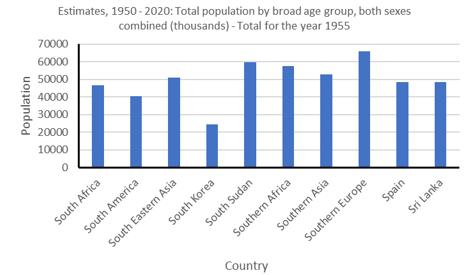 Estimates, 1950 - 2020: Total population by broad age group, both sexes
combined (thousands) - Total for the year 1955
70000
60000
50000
40000
30000
20000
10000
0
Population
South Africa
South America
South Eastern Asia
South Korea
South Sudan
Southern Africa
Southern Asia
Southern Europe
Spain
Sri Lanka
Country